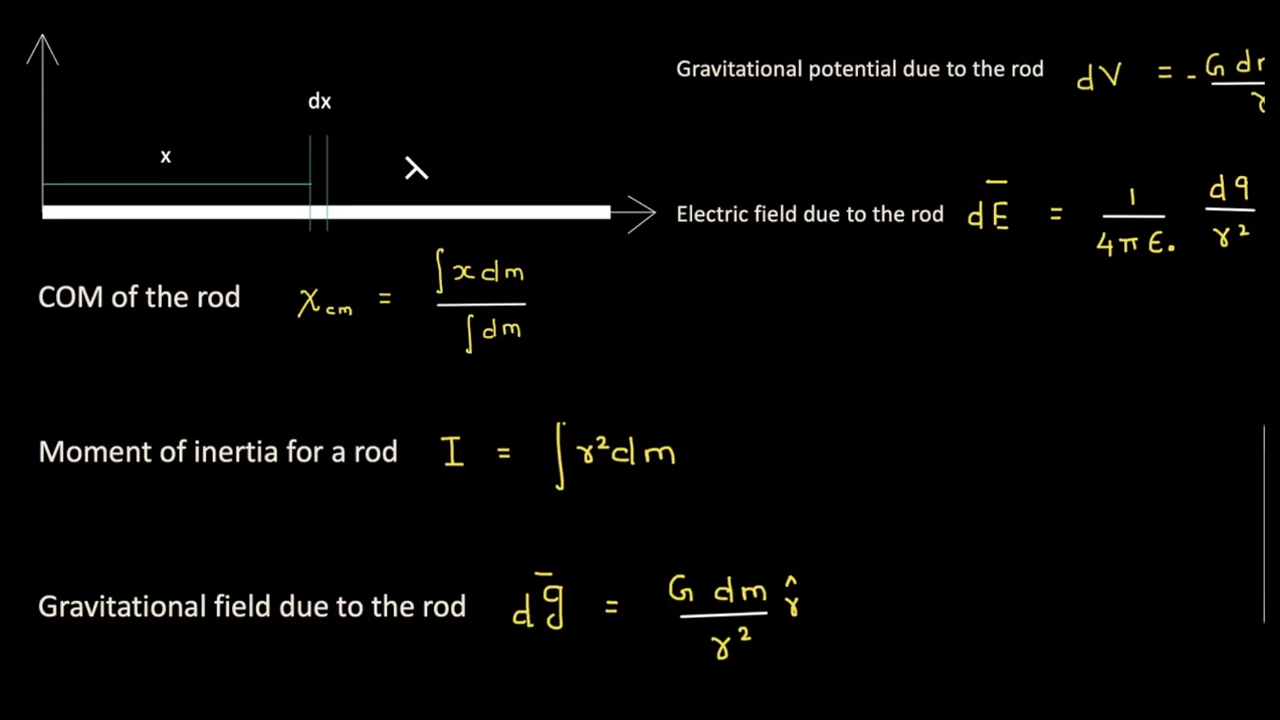 dx
x
λ
Gravitational potential due to the rod dV = - G d
Electric field due to the rod dE̅ = 1/4πε₀ dq/r²
COM of the rod x_cm = ∫x dm / ∫dm
Moment of inertia for a rod I = ∫r²dm
Gravitational field due to the rod dg̅ = G dm/r² r̂